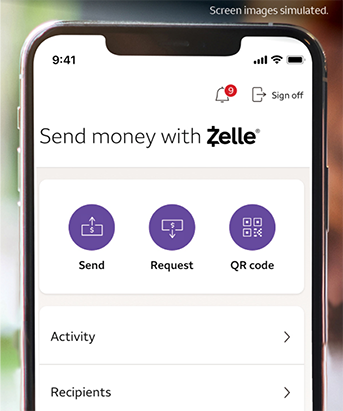 Screen images simulated.
9:41
9
Sign off
Send money with Zelle®
Send Request QR code
Activity
Recipients